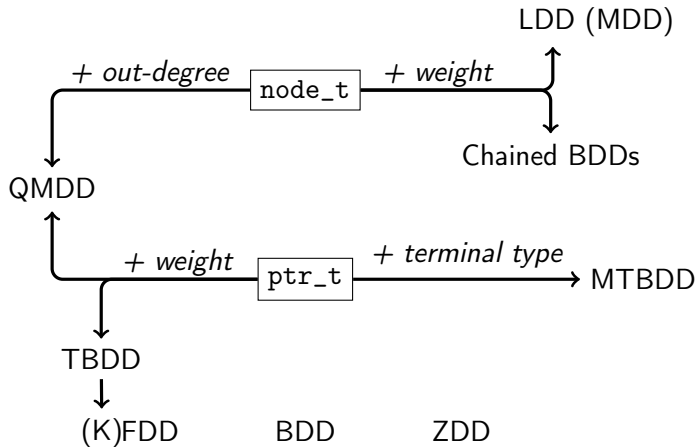 LDD (MDD)
+ out-degree node_t + weight
Chained BDDs
QMDD
+ weight ptr_t + terminal type MTBDD
TBDD
(K)FDD BDD ZDD